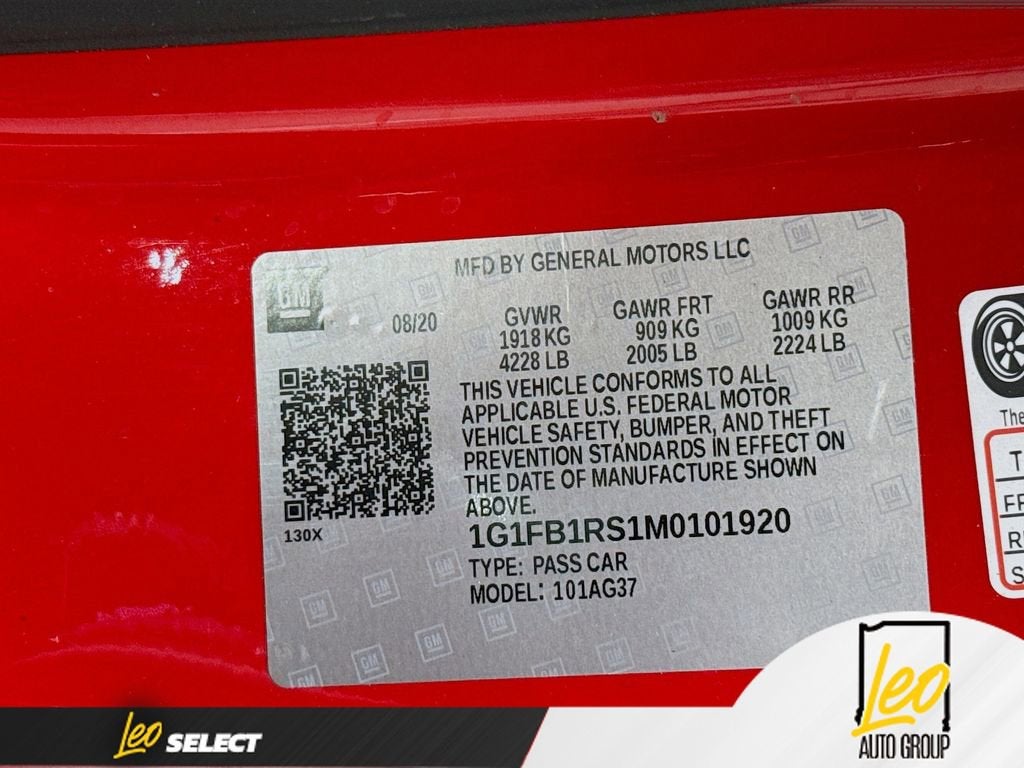 MFD BY GENERAL MOTORS LLC
GM
08/20
GVWR GAWR FRT GAWR RR
1918 KG 909 KG 1009 KG
4228 LB 2005 LB 2224 LB
THIS VEHICLE CONFORMS TO ALL
APPLICABLE U.S. FEDERAL MOTOR
VEHICLE SAFETY, BUMPER, AND THEFT
PREVENTION STANDARDS IN EFFECT ON
THE DATE OF MANUFACTURE SHOWN
ABOVE.
130X
1G1FB1RS1M0101920
TYPE: PASS CAR
MODEL: 101AG37
The
Leo SELECT
Leo
AUTO GROUP